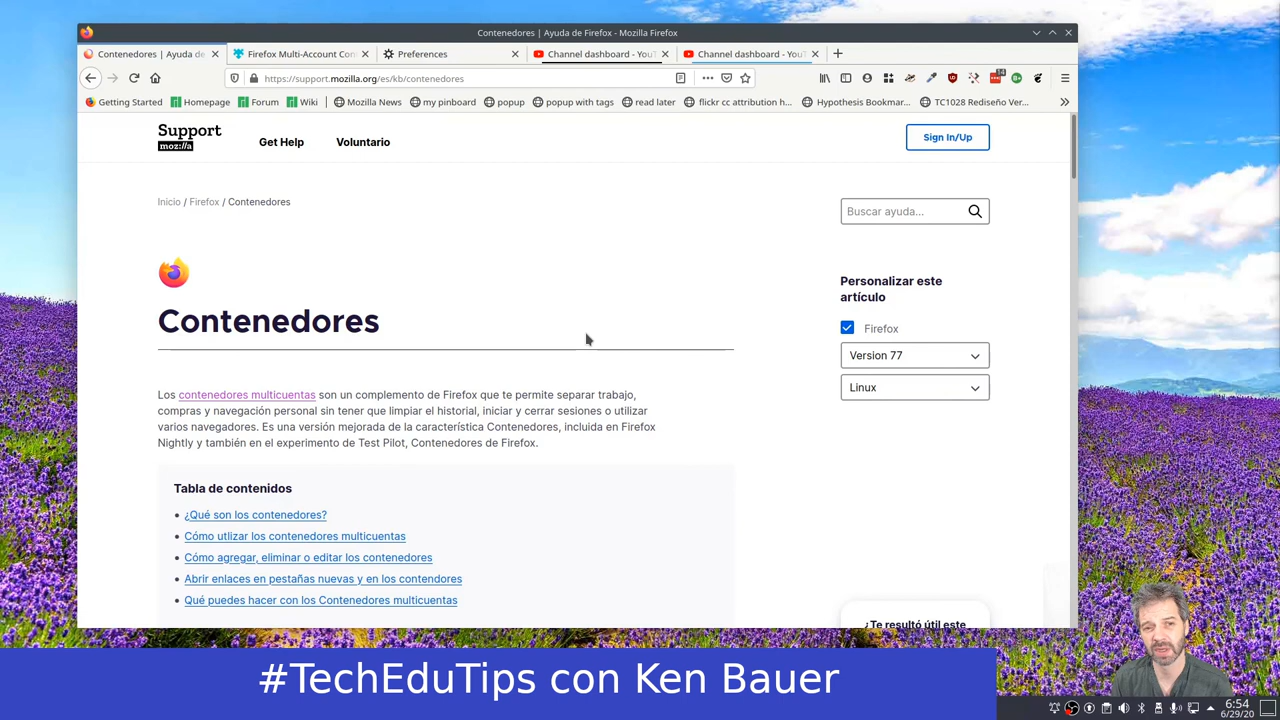 Contenedores | Ayuda de Firefox - Mozilla Firefox
Contenedores | Ayuda de
Firefox Multi-Account Con
Preferences
Channel dashboard - YouT
Channel dashboard - YouT
https://support.mozilla.org/es/kb/contenedores
Getting Started
Homepage
Forum
Wiki
Mozilla News
my pinboard
popup
popup with tags
read later
flickr cc attribution h...
Hypothesis Bookmar...
TC1028 Rediseño Ver...
Support
moz://a
Get Help
Voluntario
Sign In/Up
Inicio / Firefox / Contenedores
Buscar ayuda...
Contenedores
Los contenedores multicuentas son un complemento de Firefox que te permite separar trabajo,
compras y navegación personal sin tener que limpiar el historial, iniciar y cerrar sesiones o utilizar
varios navegadores. Es una versión mejorada de la característica Contenedores, incluida en Firefox
Nightly y también en el experimento de Test Pilot, Contenedores de Firefox.
Tabla de contenidos
• ¿Qué son los contenedores?
• Cómo utlizar los contenedores multicuentas
• Cómo agregar, eliminar o editar los contenedores
• Abrir enlaces en pestañas nuevas y en los contendores
• Qué puedes hacer con los Contenedores multicuentas
Personalizar este
artículo
Firefox
Version 77
Linux
¿Te resultó útil este
#TechEduTips con Ken Bauer
6:54
6/29/20